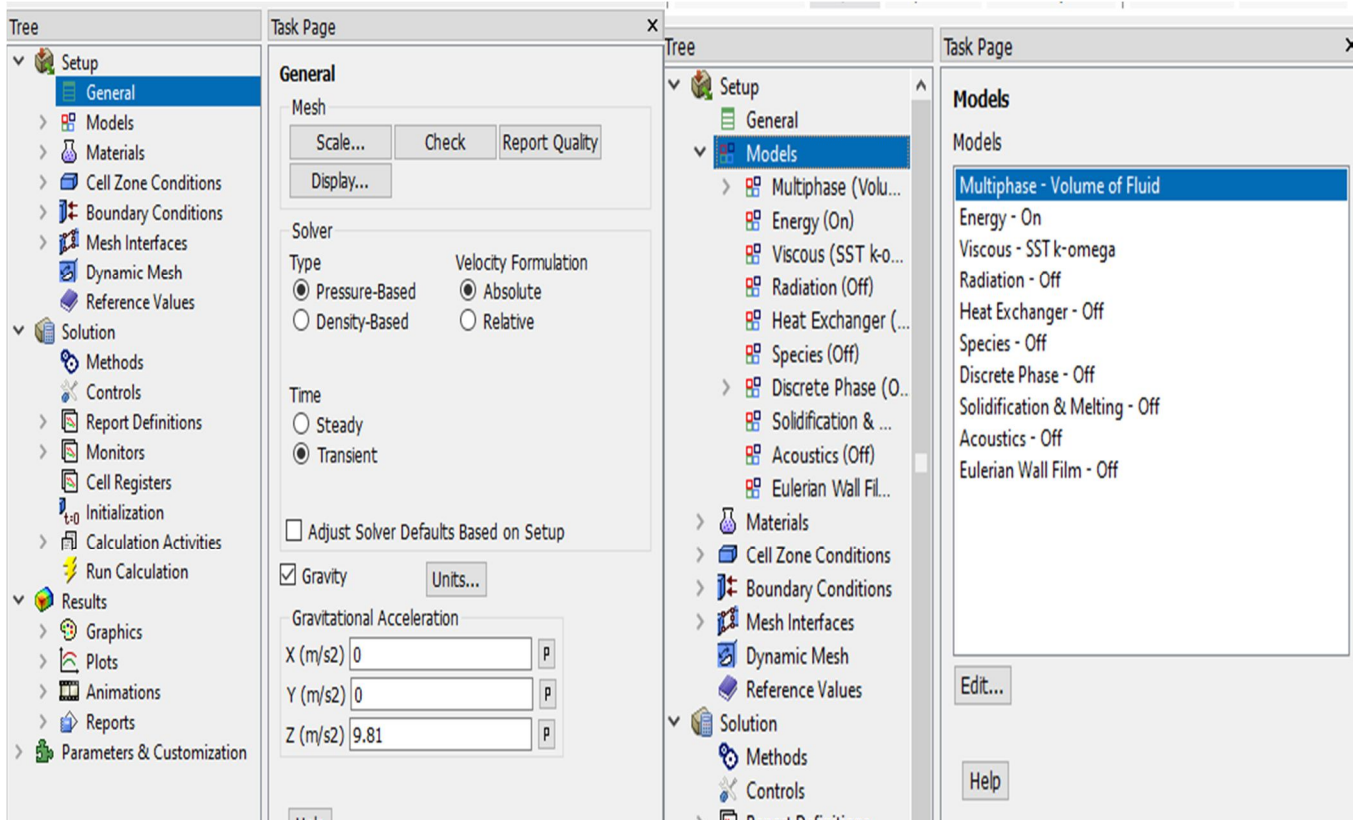 Tree
Setup
General
Models
Materials
Cell Zone Conditions
Boundary Conditions
Mesh Interfaces
Dynamic Mesh
Reference Values
Solution
Methods
Controls
Report Definitions
Monitors
Cell Registers
t=0 Initialization
Calculation Activities
Run Calculation
Results
Graphics
Plots
Animations
Reports
Parameters & Customization
Task Page X
General
Mesh
Scale... Check Report Quality
Display...
Solver
Type Velocity Formulation
Pressure-Based Absolute
Density-Based Relative
Time
Steady
Transient
Adjust Solver Defaults Based on Setup
Gravity Units...
Gravitational Acceleration
X (m/s2) 0 P
Y (m/s2) 0 P
Z (m/s2) 9.81 P
Tree
Setup
General
Models
Multiphase (Volu...
Energy (On)
Viscous (SST k-o...
Radiation (Off)
Heat Exchanger (...
Species (Off)
Discrete Phase (O...
Solidification & ...
Acoustics (Off)
Eulerian Wall Fil...
Materials
Cell Zone Conditions
Boundary Conditions
Mesh Interfaces
Dynamic Mesh
Reference Values
Solution
Methods
Controls
Task Page
Models
Models
Multiphase - Volume of Fluid
Energy - On
Viscous - SST k-omega
Radiation - Off
Heat Exchanger - Off
Species - Off
Discrete Phase - Off
Solidification & Melting - Off
Acoustics - Off
Eulerian Wall Film - Off
Edit...
Help